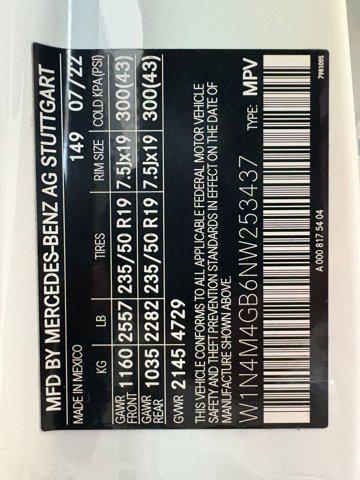 MFD BY MERCEDES-BENZ AG STUTTGART
MADE IN MEXICO 149 07/22
KG LB TIRES RIM SIZE COLD KPA (PSI)
GAWR FRONT 1160 2557 235/50 R19 7.5Jx19 300(43)
GAWR REAR 1035 2282 235/50 R19 7.5Jx19 300(43)
GVWR 2145 4729
THIS VEHICLE CONFORMS TO ALL APPLICABLE FEDERAL MOTOR VEHICLE
SAFETY AND THEFT PREVENTION STANDARDS IN EFFECT ON THE DATE OF
MANUFACTURE SHOWN ABOVE.
W1N4M4GB6NW253437 TYPE: MPV
A 000 817 54 04
7981095